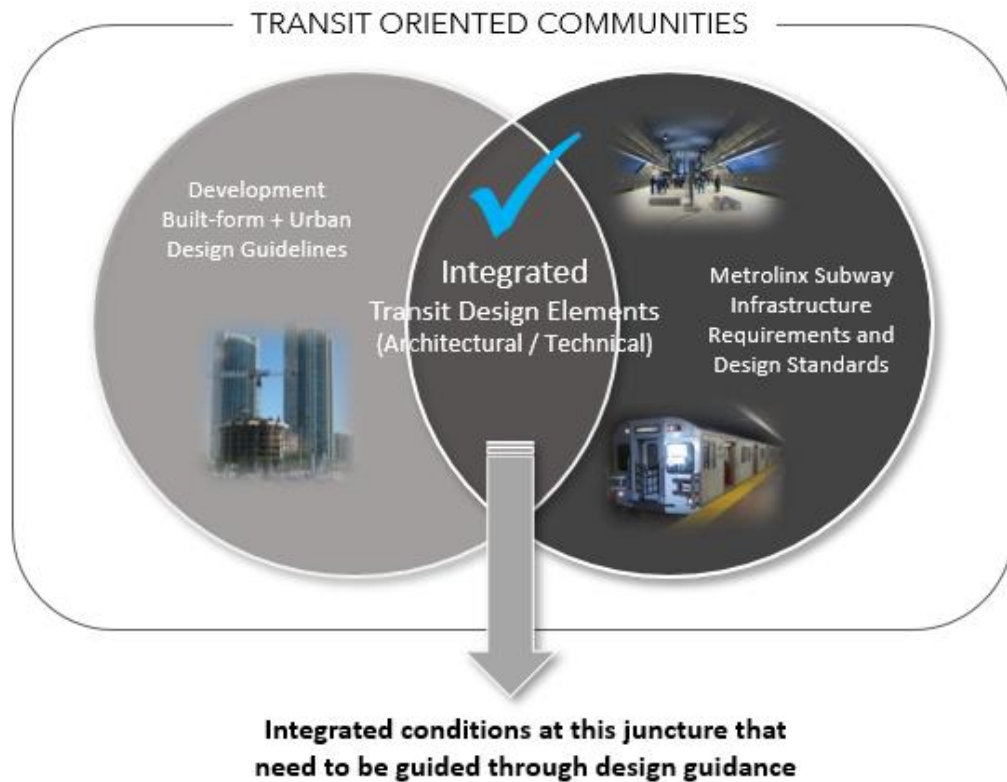 TRANSIT ORIENTED COMMUNITIES
Development
Built-form + Urban
Design Guidelines
Integrated
Transit Design Elements
(Architectural / Technical)
Metrolinx Subway
Infrastructure
Requirements and
Design Standards
Integrated conditions at this juncture that
need to be guided through design guidance